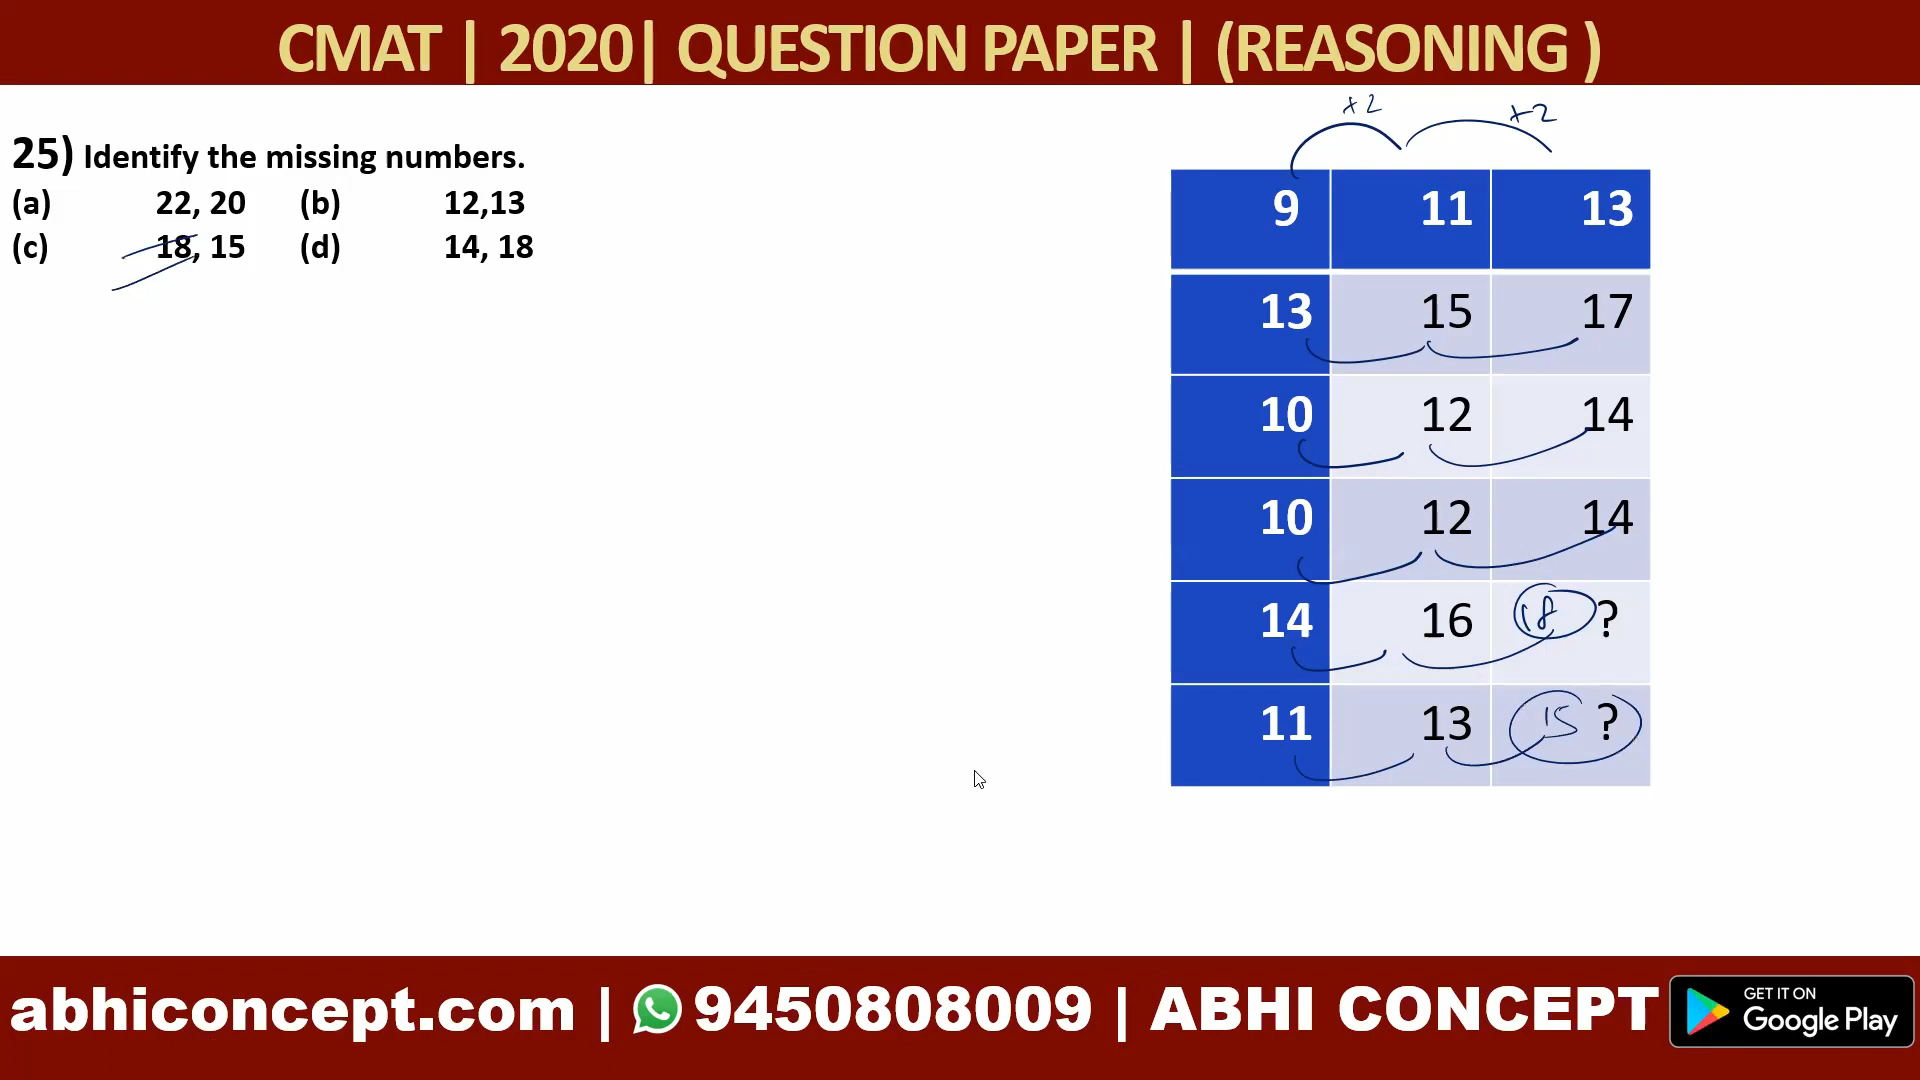 CMAT | 2020| QUESTION PAPER | (REASONING )
+2 +2
25) Identify the missing numbers.
(a) 22, 20 (b) 12,13
(c) 18, 15 (d) 14, 18
9 11 13
13 15 17
10 12 14
10 12 14
14 16 18 ?
11 13 15 ?
abhiconcept.com | 9450808009 | ABHI CONCEPT
GET IT ON
Google Play